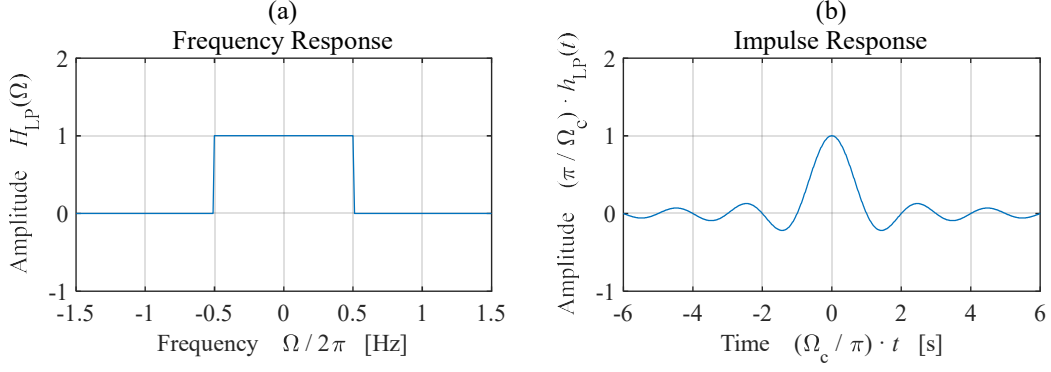 (a)
Frequency Response
Amplitude H_LP(Ω)
2
1
0
-1
-1.5 -1 -0.5 0 0.5 1 1.5
Frequency Ω / 2π [Hz]
(b)
Impulse Response
Amplitude (π / Ω_c) · h_LP(t)
2
1
0
-1
-6 -4 -2 0 2 4 6
Time (Ω_c / π) · t [s]